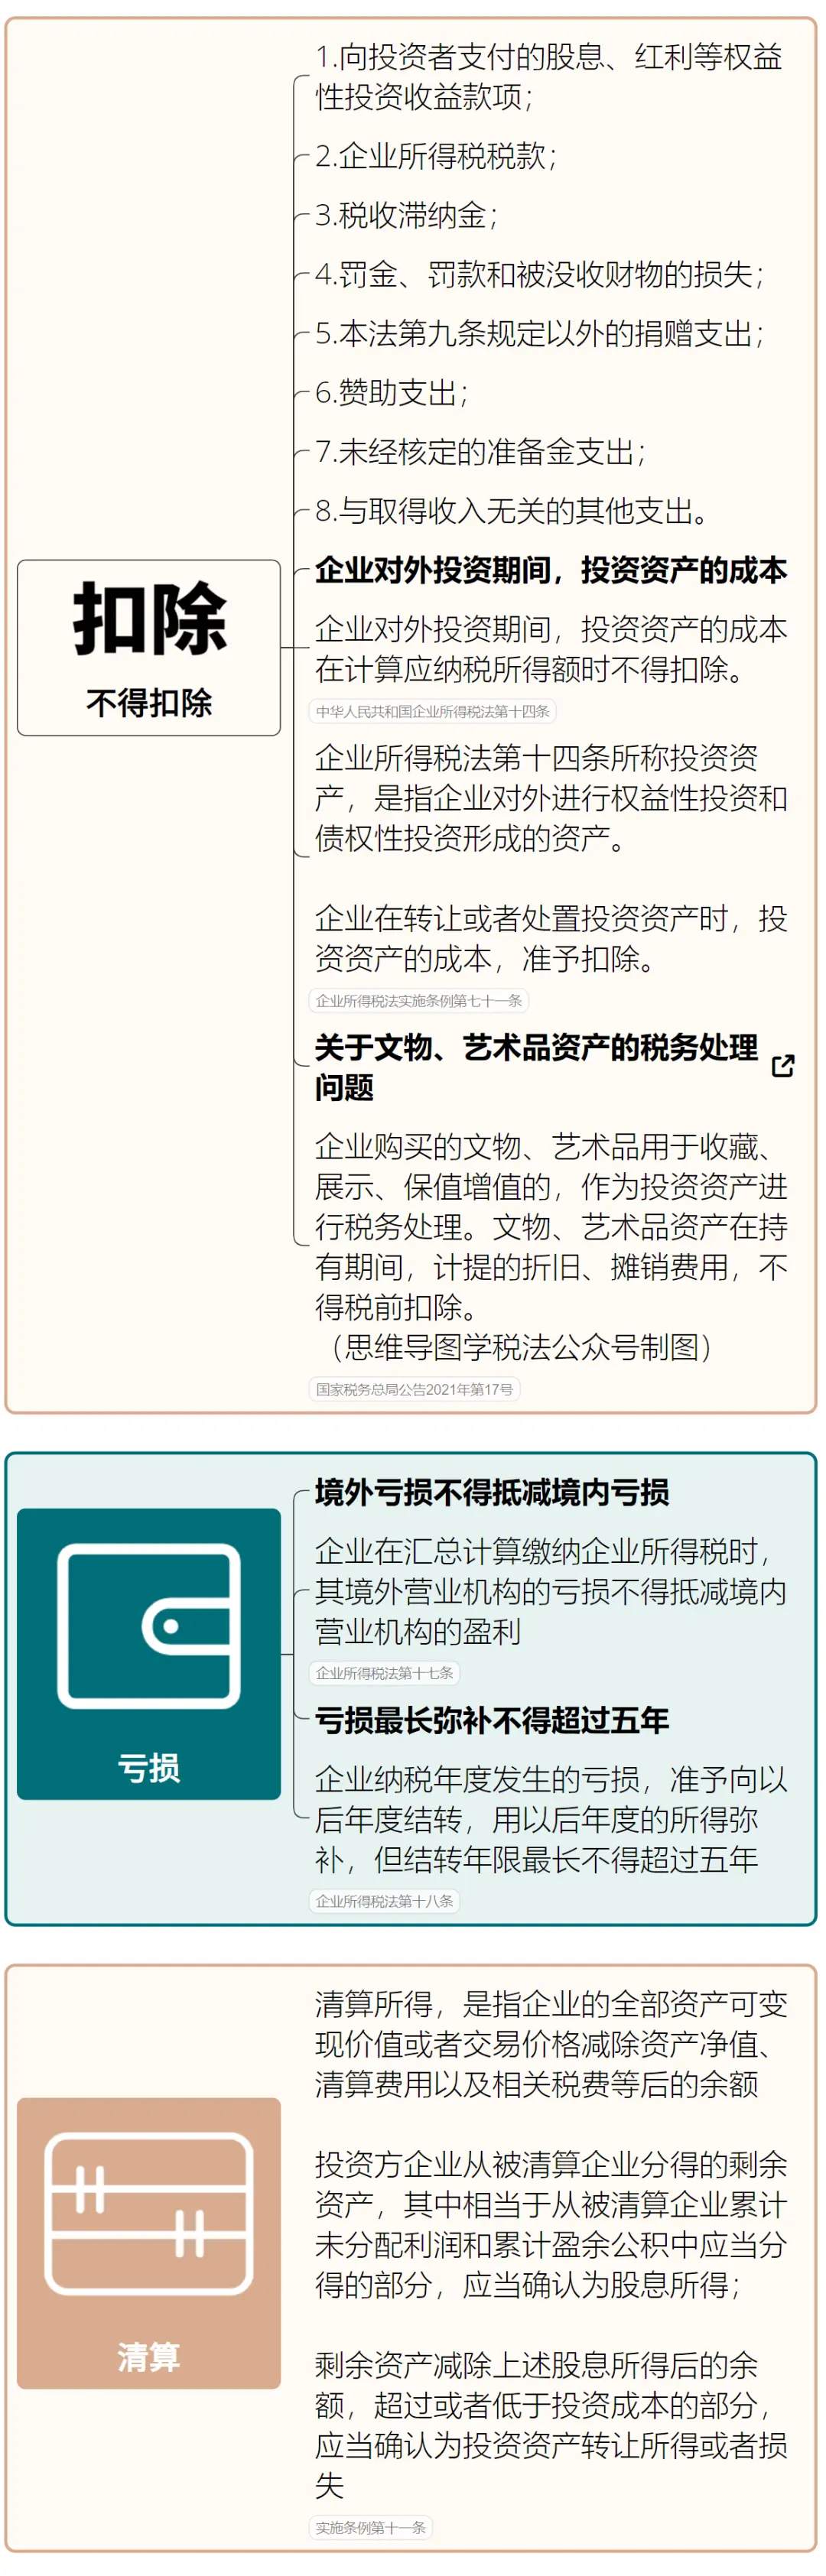 1.向投资者支付的股息、红利等权益
性投资收益款项；
2.企业所得税税款；
3.税收滞纳金；
4.罚金、罚款和被没收财物的损失；
5.本法第九条规定以外的捐赠支出；
6.赞助支出；
7.未经核定的准备金支出；
8.与取得收入无关的其他支出。
扣除
不得扣除
企业对外投资期间，投资资产的成本
企业对外投资期间，投资资产的成本
在计算应纳税所得额时不得扣除。
中华人民共和国企业所得税法第十四条
企业所得税法第十四条所称投资资
产，是指企业对外进行权益性投资和
债权性投资形成的资产。
企业在转让或者处置投资资产时，投
资资产的成本，准予扣除。
企业所得税法实施条例第七十一条
关于文物、艺术品资产的税务处理
问题
企业购买的文物、艺术品用于收藏、
展示、保值增值的，作为投资资产进
行税务处理。文物、艺术品资产在持
有期间，计提的折旧、摊销费用，不
得税前扣除。
（思维导图学税法公众号制图）
国家税务总局公告2021年第17号
亏损
境外亏损不得抵减境内亏损
企业在汇总计算缴纳企业所得税时，
其境外营业机构的亏损不得抵减境内
营业机构的盈利
企业所得税法第十七条
亏损最长弥补不得超过五年
企业纳税年度发生的亏损，准予向以
后年度结转，用以后年度的所得弥
补，但结转年限最长不得超过五年
企业所得税法第十八条
清算
清算所得，是指企业的全部资产可变
现价值或者交易价格减除资产净值、
清算费用以及相关税费等后的余额
投资方企业从被清算企业分得的剩余
资产，其中相当于从被清算企业累计
未分配利润和累计盈余公积中应当分
得的部分，应当确认为股息所得；
剩余资产减除上述股息所得后的余
额，超过或者低于投资成本的部分，
应当确认为投资资产转让所得或者损
失
实施条例第十一条